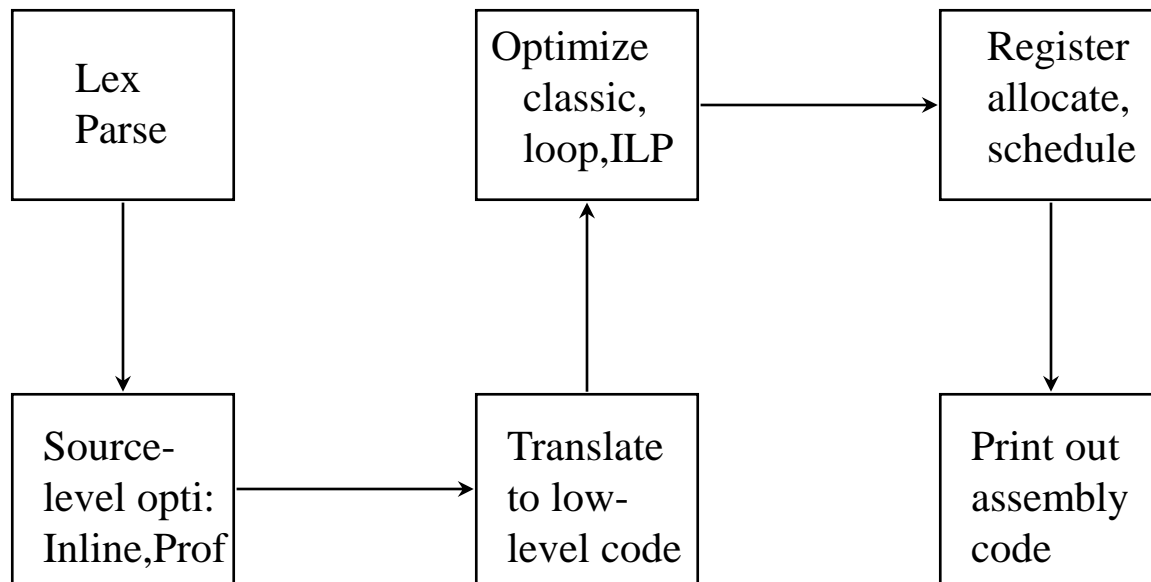 Lex
Parse
Source-
level opti:
Inline,Prof
Translate
to low-
level code
Optimize
classic,
loop,ILP
Register
allocate,
schedule
Print out
assembly
code